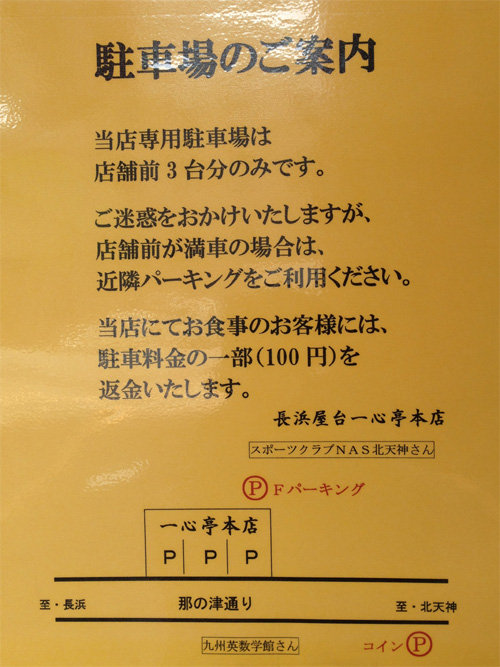 駐車場のご案内
当店専用駐車場は
店舗前3台分のみです。
ご迷惑をおかけいたしますが、
店舗前が満車の場合は、
近隣パーキングをご利用ください。
当店にてお食事のお客様には、
駐車料金の一部(100円)を
返金いたします。
長浜屋台一心亭本店
スポーツクラブNAS北天神さん
Ⓟ Fパーキング
一心亭本店
P P P
至・長浜 那の津通り 至・北天神
九州英数学館さん
コインⓅ